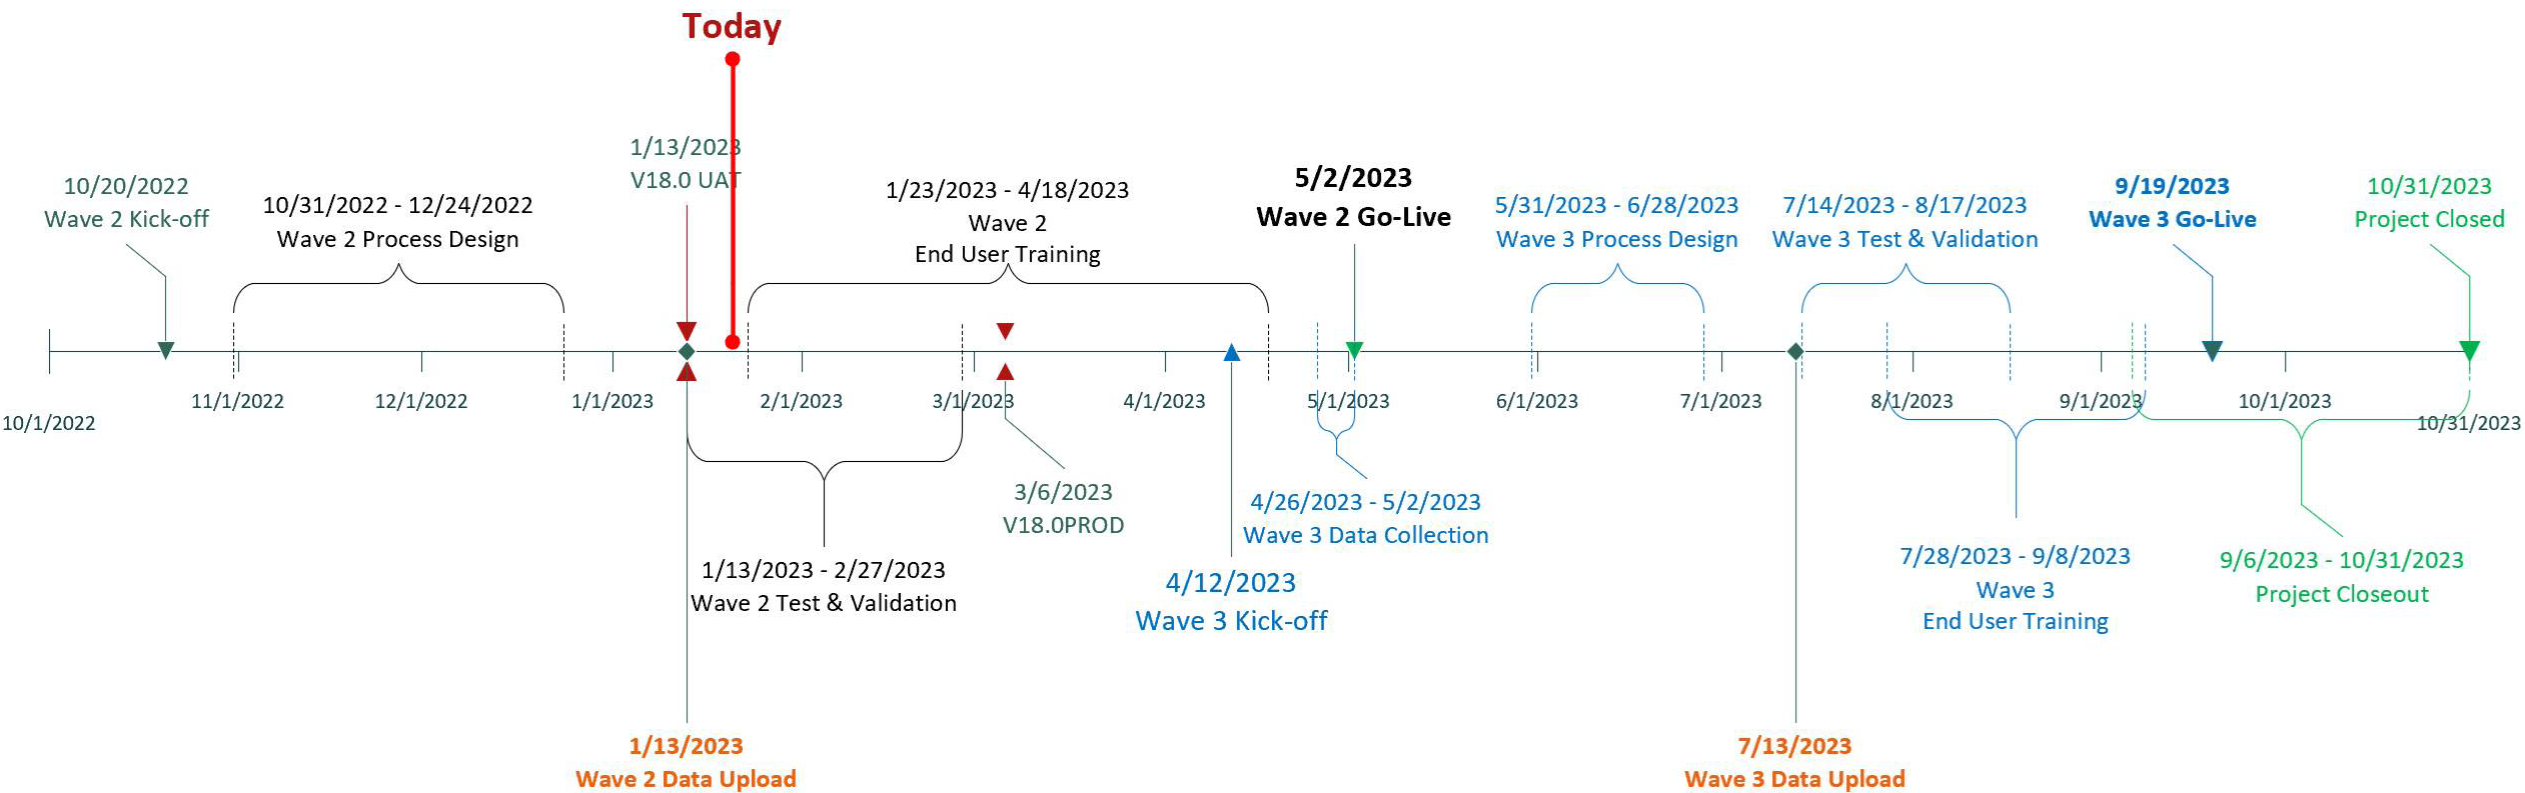 Today
1/13/2023
V18.0 UAT
10/20/2022
Wave 2 Kick-off
10/31/2022 - 12/24/2022
Wave 2 Process Design
1/23/2023 - 4/18/2023
Wave 2
End User Training
5/2/2023
Wave 2 Go-Live
5/31/2023 - 6/28/2023
Wave 3 Process Design
7/14/2023 - 8/17/2023
Wave 3 Test & Validation
9/19/2023
Wave 3 Go-Live
10/31/2023
Project Closed
10/1/2022
11/1/2022
12/1/2022
1/1/2023
2/1/2023
3/1/2023
4/1/2023
5/1/2023
6/1/2023
7/1/2023
8/1/2023
9/1/2023
10/1/2023
10/31/2023
3/6/2023
V18.0PROD
4/26/2023 - 5/2/2023
Wave 3 Data Collection
1/13/2023 - 2/27/2023
Wave 2 Test & Validation
4/12/2023
Wave 3 Kick-off
7/28/2023 - 9/8/2023
Wave 3
End User Training
9/6/2023 - 10/31/2023
Project Closeout
1/13/2023
Wave 2 Data Upload
7/13/2023
Wave 3 Data Upload